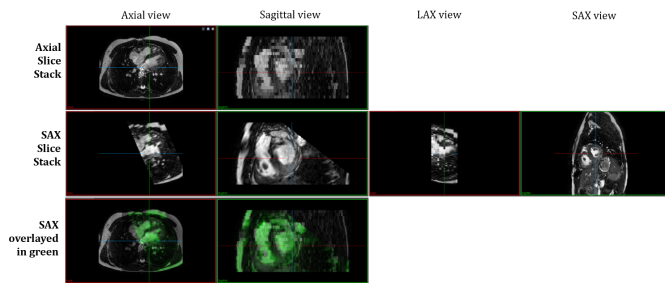 Axial view Sagittal view LAX view SAX view
Axial
Slice
Stack
SAX
Slice
Stack
SAX
overlayed
in green